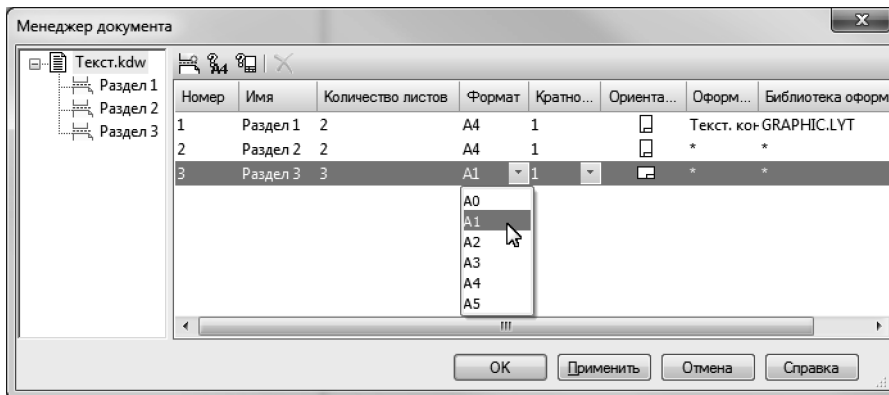 Менеджер документа
Текст.kdw
Раздел 1
Раздел 2
Раздел 3
A4
Номер Имя Количество листов Формат Кратно... Ориента... Оформ... Библиотека оформ
1 Раздел 1 2 A4 1 Текст. кон GRAPHIC.LYT
2 Раздел 2 2 A4 1 * *
3 Раздел 3 3 A1 1 * *
A0
A1
A2
A3
A4
A5
OK Применить Отмена Справка